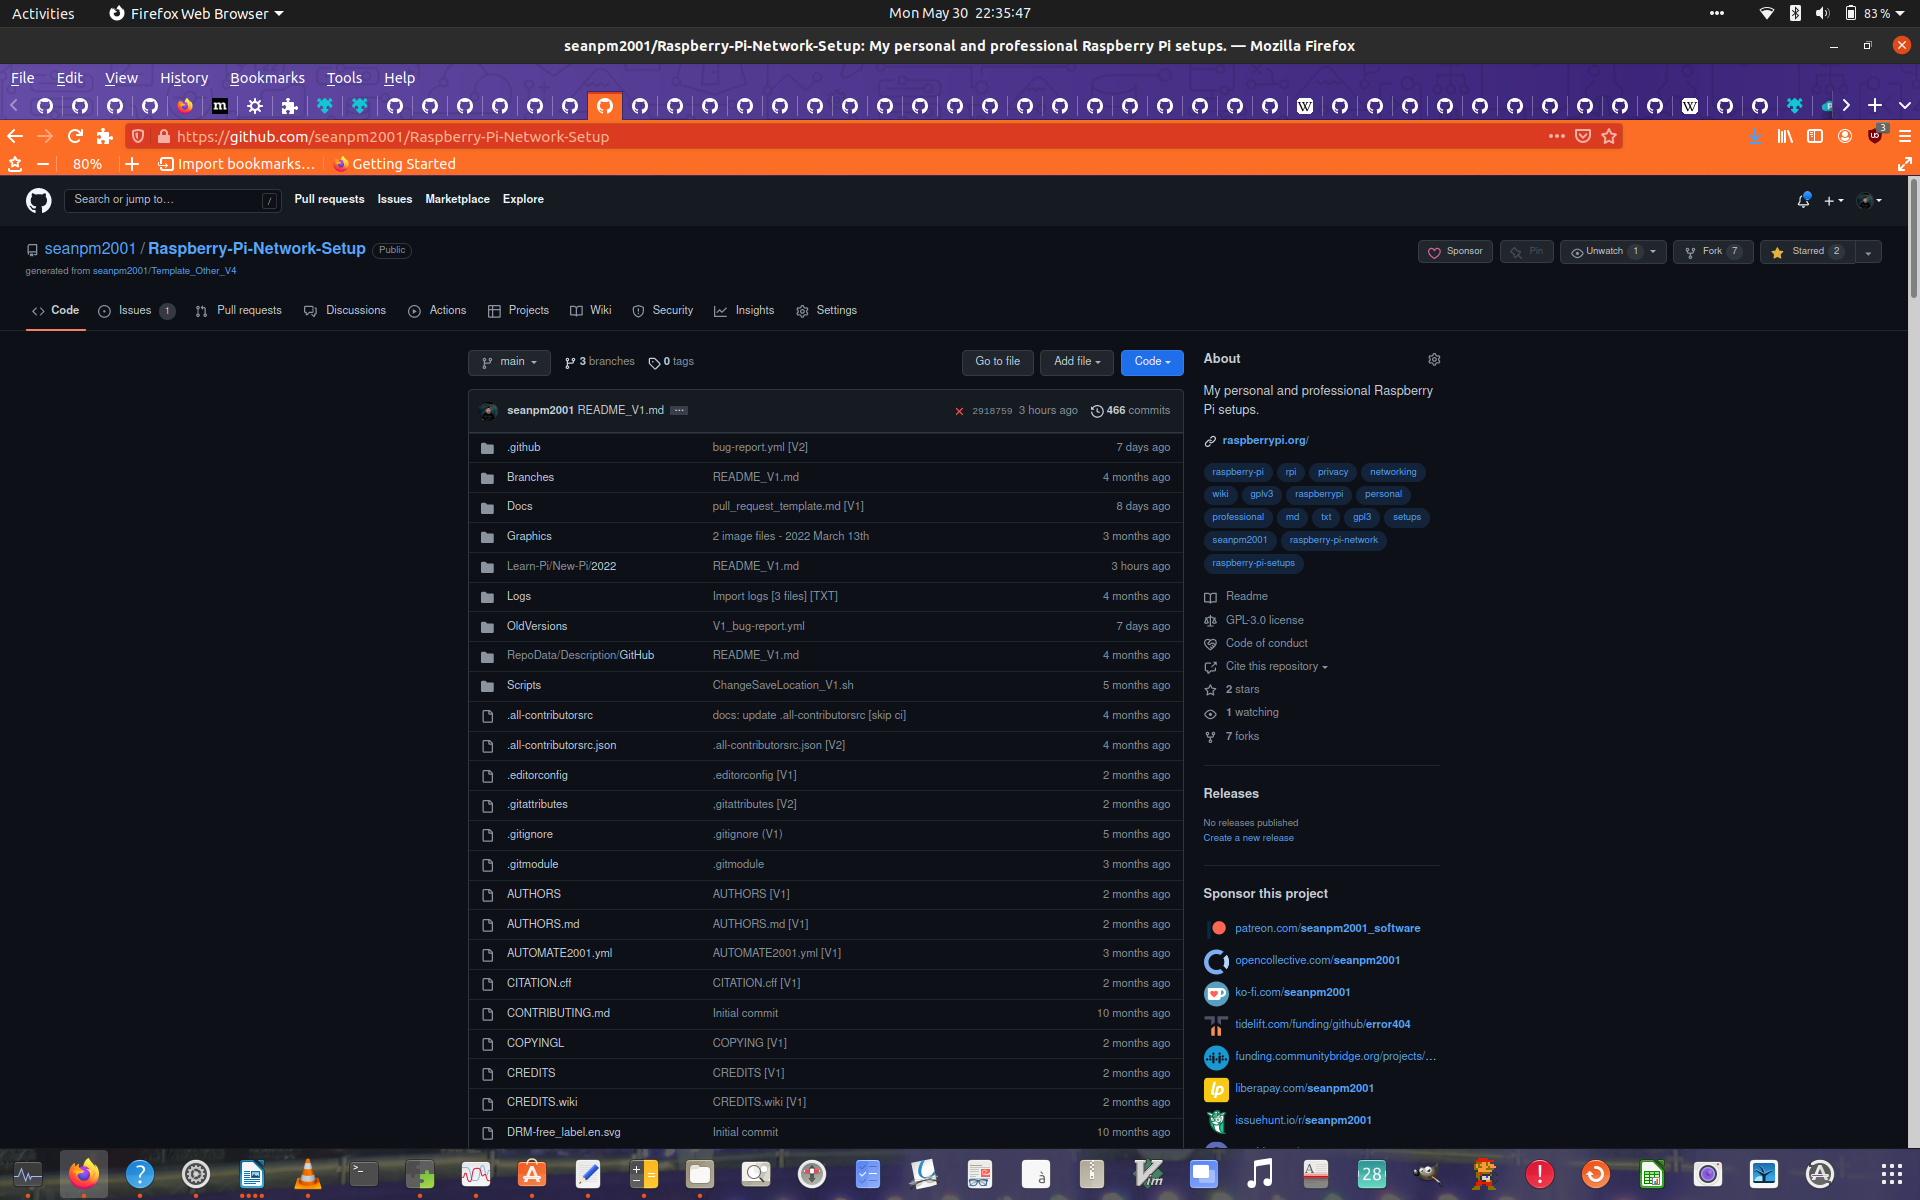 Activities Firefox Web Browser Mon May 30 22:35:47 83 %
seanpm2001/Raspberry-Pi-Network-Setup: My personal and professional Raspberry Pi setups. — Mozilla Firefox
File Edit View History Bookmarks Tools Help
https://github.com/seanpm2001/Raspberry-Pi-Network-Setup 3
80% Import bookmarks… Getting Started
Search or jump to… / Pull requests Issues Marketplace Explore
seanpm2001 / Raspberry-Pi-Network-Setup Public Sponsor Pin Unwatch 1 Fork 7 Starred 2
generated from seanpm2001/Template_Other_V4
Code Issues 1 Pull requests Discussions Actions Projects Wiki Security Insights Settings
main 3 branches 0 tags Go to file Add file Code
seanpm2001 README_V1.md ... 2918759 3 hours ago 466 commits
.github bug-report.yml [V2] 7 days ago
Branches README_V1.md 4 months ago
Docs pull_request_template.md [V1] 8 days ago
Graphics 2 image files - 2022 March 13th 3 months ago
Learn-Pi/New-Pi/2022 README_V1.md 3 hours ago
Logs Import logs [3 files] [TXT] 4 months ago
OldVersions V1_bug-report.yml 7 days ago
RepoData/Description/GitHub README_V1.md 4 months ago
Scripts ChangeSaveLocation_V1.sh 5 months ago
.all-contributorsrc docs: update .all-contributorsrc [skip ci] 4 months ago
.all-contributorsrc.json .all-contributorsrc.json [V2] 4 months ago
.editorconfig .editorconfig [V1] 2 months ago
.gitattributes ,gitattributes [V2] 2 months ago
.gitignore .gitignore (V1) 5 months ago
.gitmodule .gitmodule 3 months ago
AUTHORS AUTHORS [V1] 2 months ago
AUTHORS.md AUTHORS.md [V1] 2 months ago
AUTOMATE2001.yml AUTOMATE2001.yml [V1] 3 months ago
CITATION.cff CITATION.cff [V1] 2 months ago
CONTRIBUTING.md Initial commit 10 months ago
COPYINGL COPYING [V1] 2 months ago
CREDITS CREDITS [V1] 2 months ago
CREDITS.wiki CREDITS.wiki [V1] 2 months ago
DRM-free_label.en.svg Initial commit 10 months ago
About
My personal and professional Raspberry
Pi setups.
raspberrypi.org/
raspberry-pi rpi privacy networking
wiki gplv3 raspberrypi personal
professional md txt gpl3 setups
seanpm2001 raspberry-pi-network
raspberry-pi-setups
Readme
GPL-3.0 license
Code of conduct
Cite this repository
2 stars
1 watching
7 forks
Releases
No releases published
Create a new release
Sponsor this project
patreon.com/seanpm2001_software
opencollective.com/seanpm2001
ko-fi.com/seanpm2001
tidelift.com/funding/github/error404
funding.communitybridge.org/projects/…
liberapay.com/seanpm2001
issuehunt.io/r/seanpm2001
28